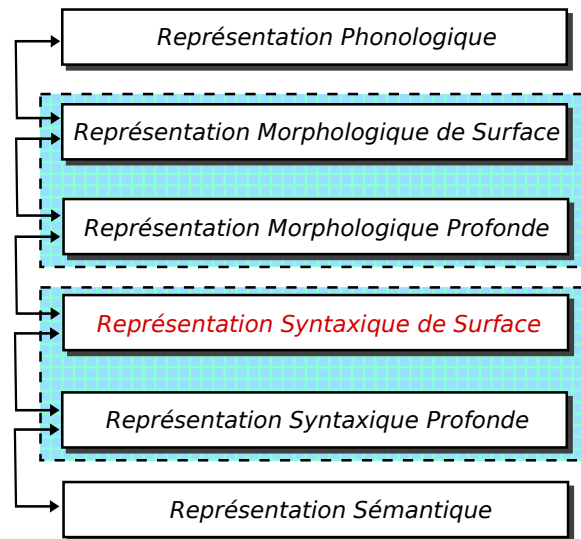 Représentation Phonologique
Représentation Morphologique de Surface
Représentation Morphologique Profonde
Représentation Syntaxique de Surface
Représentation Syntaxique Profonde
Représentation Sémantique